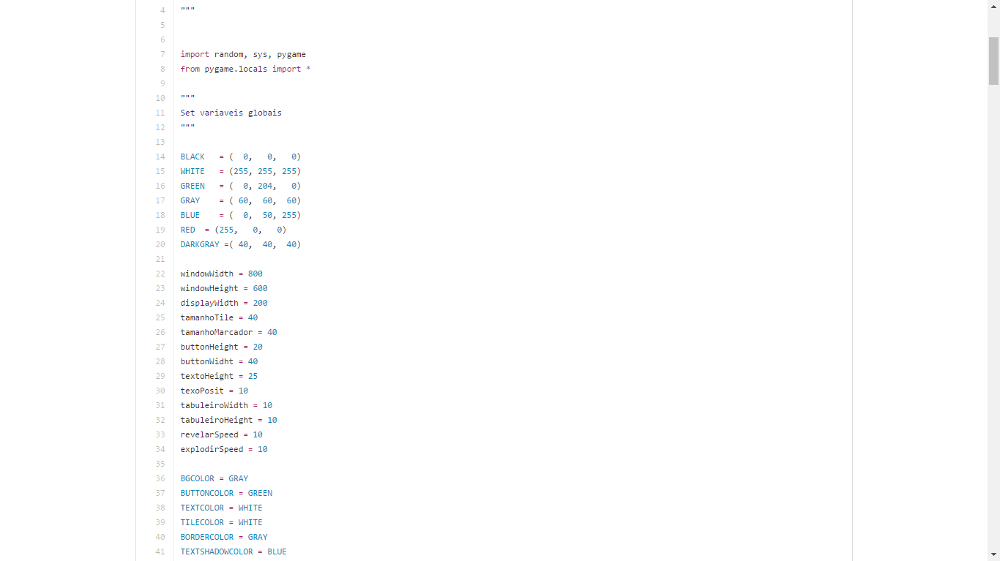 4 """
5
6
7 import random, sys, pygame
8 from pygame.locals import *
9
10 """
11 Set variaveis globais
12 """
13
14 BLACK   = (  0,   0,   0)
15 WHITE   = (255, 255, 255)
16 GREEN   = (  0, 204,   0)
17 GRAY    = ( 60,  60,  60)
18 BLUE    = (  0,  50, 255)
19 RED  = (255,   0,   0)
20 DARKGRAY =( 40,  40,  40)
21
22 windowWidth = 800
23 windowHeight = 600
24 displayWidth = 200
25 tamanhoTile = 40
26 tamanhoMarcador = 40
27 buttonHeight = 20
28 buttonWidht = 40
29 textoHeight = 25
30 texoPosit = 10
31 tabuleiroWidth = 10
32 tabuleiroHeight = 10
33 revelarSpeed = 10
34 explodirSpeed = 10
35
36 BGCOLOR = GRAY
37 BUTTONCOLOR = GREEN
38 TEXTCOLOR = WHITE
39 TILECOLOR = WHITE
40 BORDERCOLOR = GRAY
41 TEXTSHADOWCOLOR = BLUE